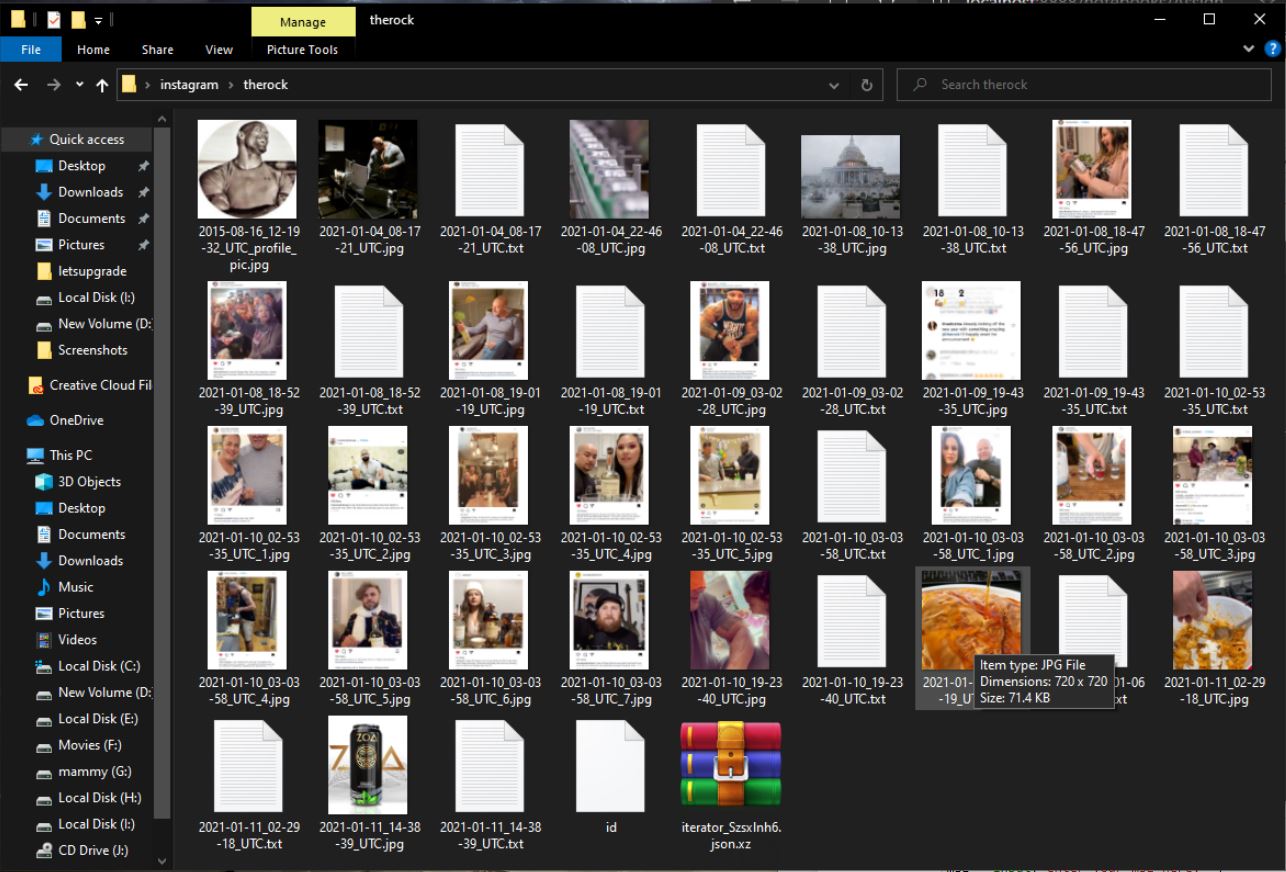 localhost:8888/notebooks/Assign
Manage
therock
File
Home
Share
View
Picture Tools
instagram
therock
Search therock
Quick access
Desktop
Downloads
Documents
Pictures
letsupgrade
Local Disk (I:)
New Volume (D:
Screenshots
Creative Cloud Fil
OneDrive
This PC
3D Objects
Desktop
Documents
Downloads
Music
Pictures
Videos
Local Disk (C:)
New Volume (D:
Local Disk (E:)
Movies (F:)
mammy (G:)
Local Disk (H:)
Local Disk (I:)
CD Drive (J:)
2015-08-16_12-19
-32_UTC_profile_
pic.jpg
2021-01-04_08-17
-21_UTC.jpg
2021-01-04_08-17
-21_UTC.txt
2021-01-04_22-46
-08_UTC.jpg
2021-01-04_22-46
-08_UTC.txt
2021-01-08_10-13
-38_UTC.jpg
2021-01-08_10-13
-38_UTC.txt
2021-01-08_18-47
-56_UTC.jpg
2021-01-08_18-47
-56_UTC.txt
2021-01-08_18-52
-39_UTC.jpg
2021-01-08_18-52
-39_UTC.txt
2021-01-08_19-01
-19_UTC.jpg
2021-01-08_19-01
-19_UTC.txt
2021-01-09_03-02
-28_UTC.jpg
2021-01-09_03-02
-28_UTC.txt
18 2
2021-01-09_19-43
-35_UTC.jpg
2021-01-09_19-43
-35_UTC.txt
2021-01-10_02-53
-35_UTC.txt
2021-01-10_02-53
-35_UTC_1.jpg
2021-01-10_02-53
-35_UTC_2.jpg
2021-01-10_02-53
-35_UTC_3.jpg
2021-01-10_02-53
-35_UTC_4.jpg
2021-01-10_02-53
-35_UTC_5.jpg
2021-01-10_03-03
-58_UTC.txt
2021-01-10_03-03
-58_UTC_1.jpg
2021-01-10_03-03
-58_UTC_2.jpg
2021-01-10_03-03
-58_UTC_3.jpg
2021-01-10_03-03
-58_UTC_4.jpg
2021-01-10_03-03
-58_UTC_5.jpg
2021-01-10_03-03
-58_UTC_6.jpg
2021-01-10_03-03
-58_UTC_7.jpg
2021-01-10_19-23
-40_UTC.jpg
2021-01-10_19-23
-40_UTC.txt
2021-01-
-19_U
Item type: JPG File
Dimensions: 720 x 720
Size: 71.4 KB
-06
xt
2021-01-11_02-29
-18_UTC.jpg
2021-01-11_02-29
-18_UTC.txt
ZOA
2021-01-11_14-38
-39_UTC.jpg
2021-01-11_14-38
-39_UTC.txt
id
iterator_SzsxInh6.
json.xz